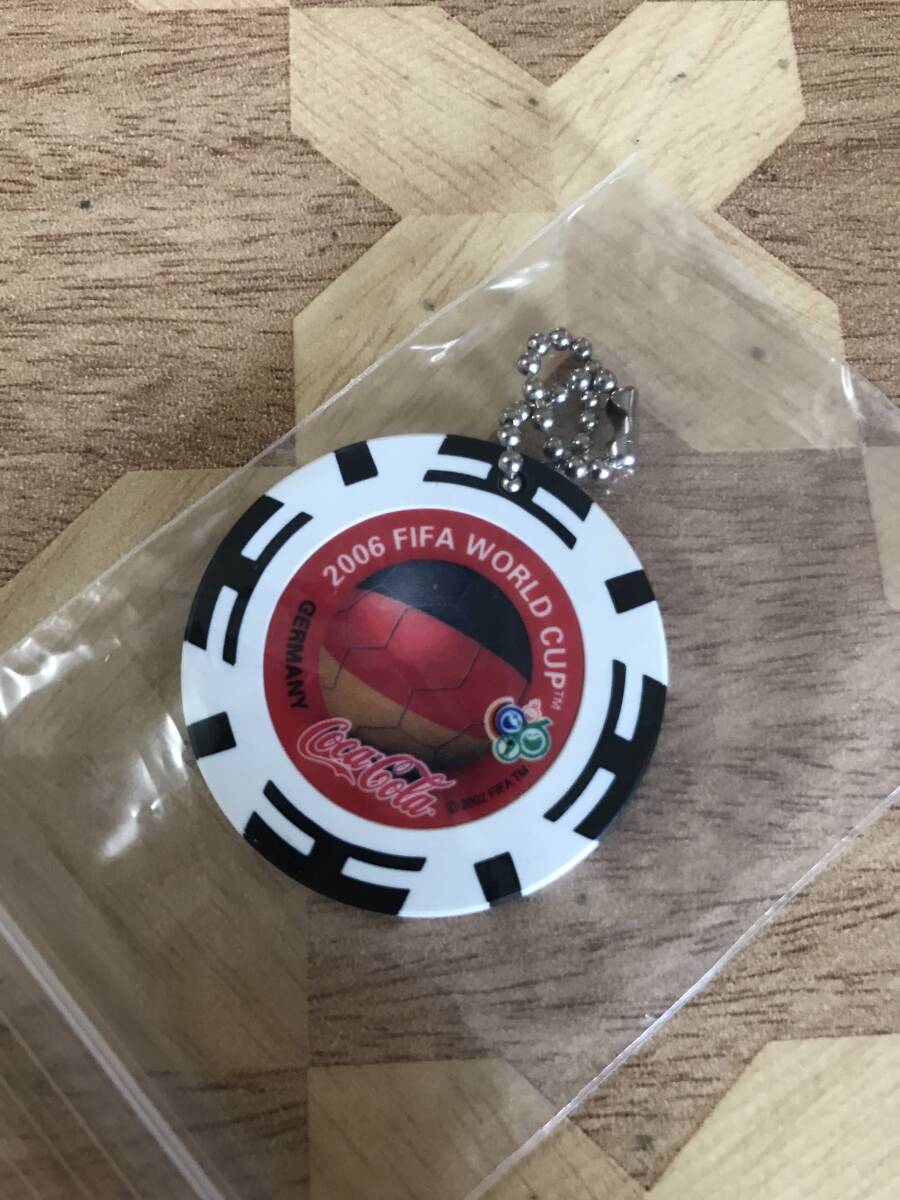 2006 FIFA WORLD CUP™
GERMANY
Coca-Cola
© 2002 FIFA TM